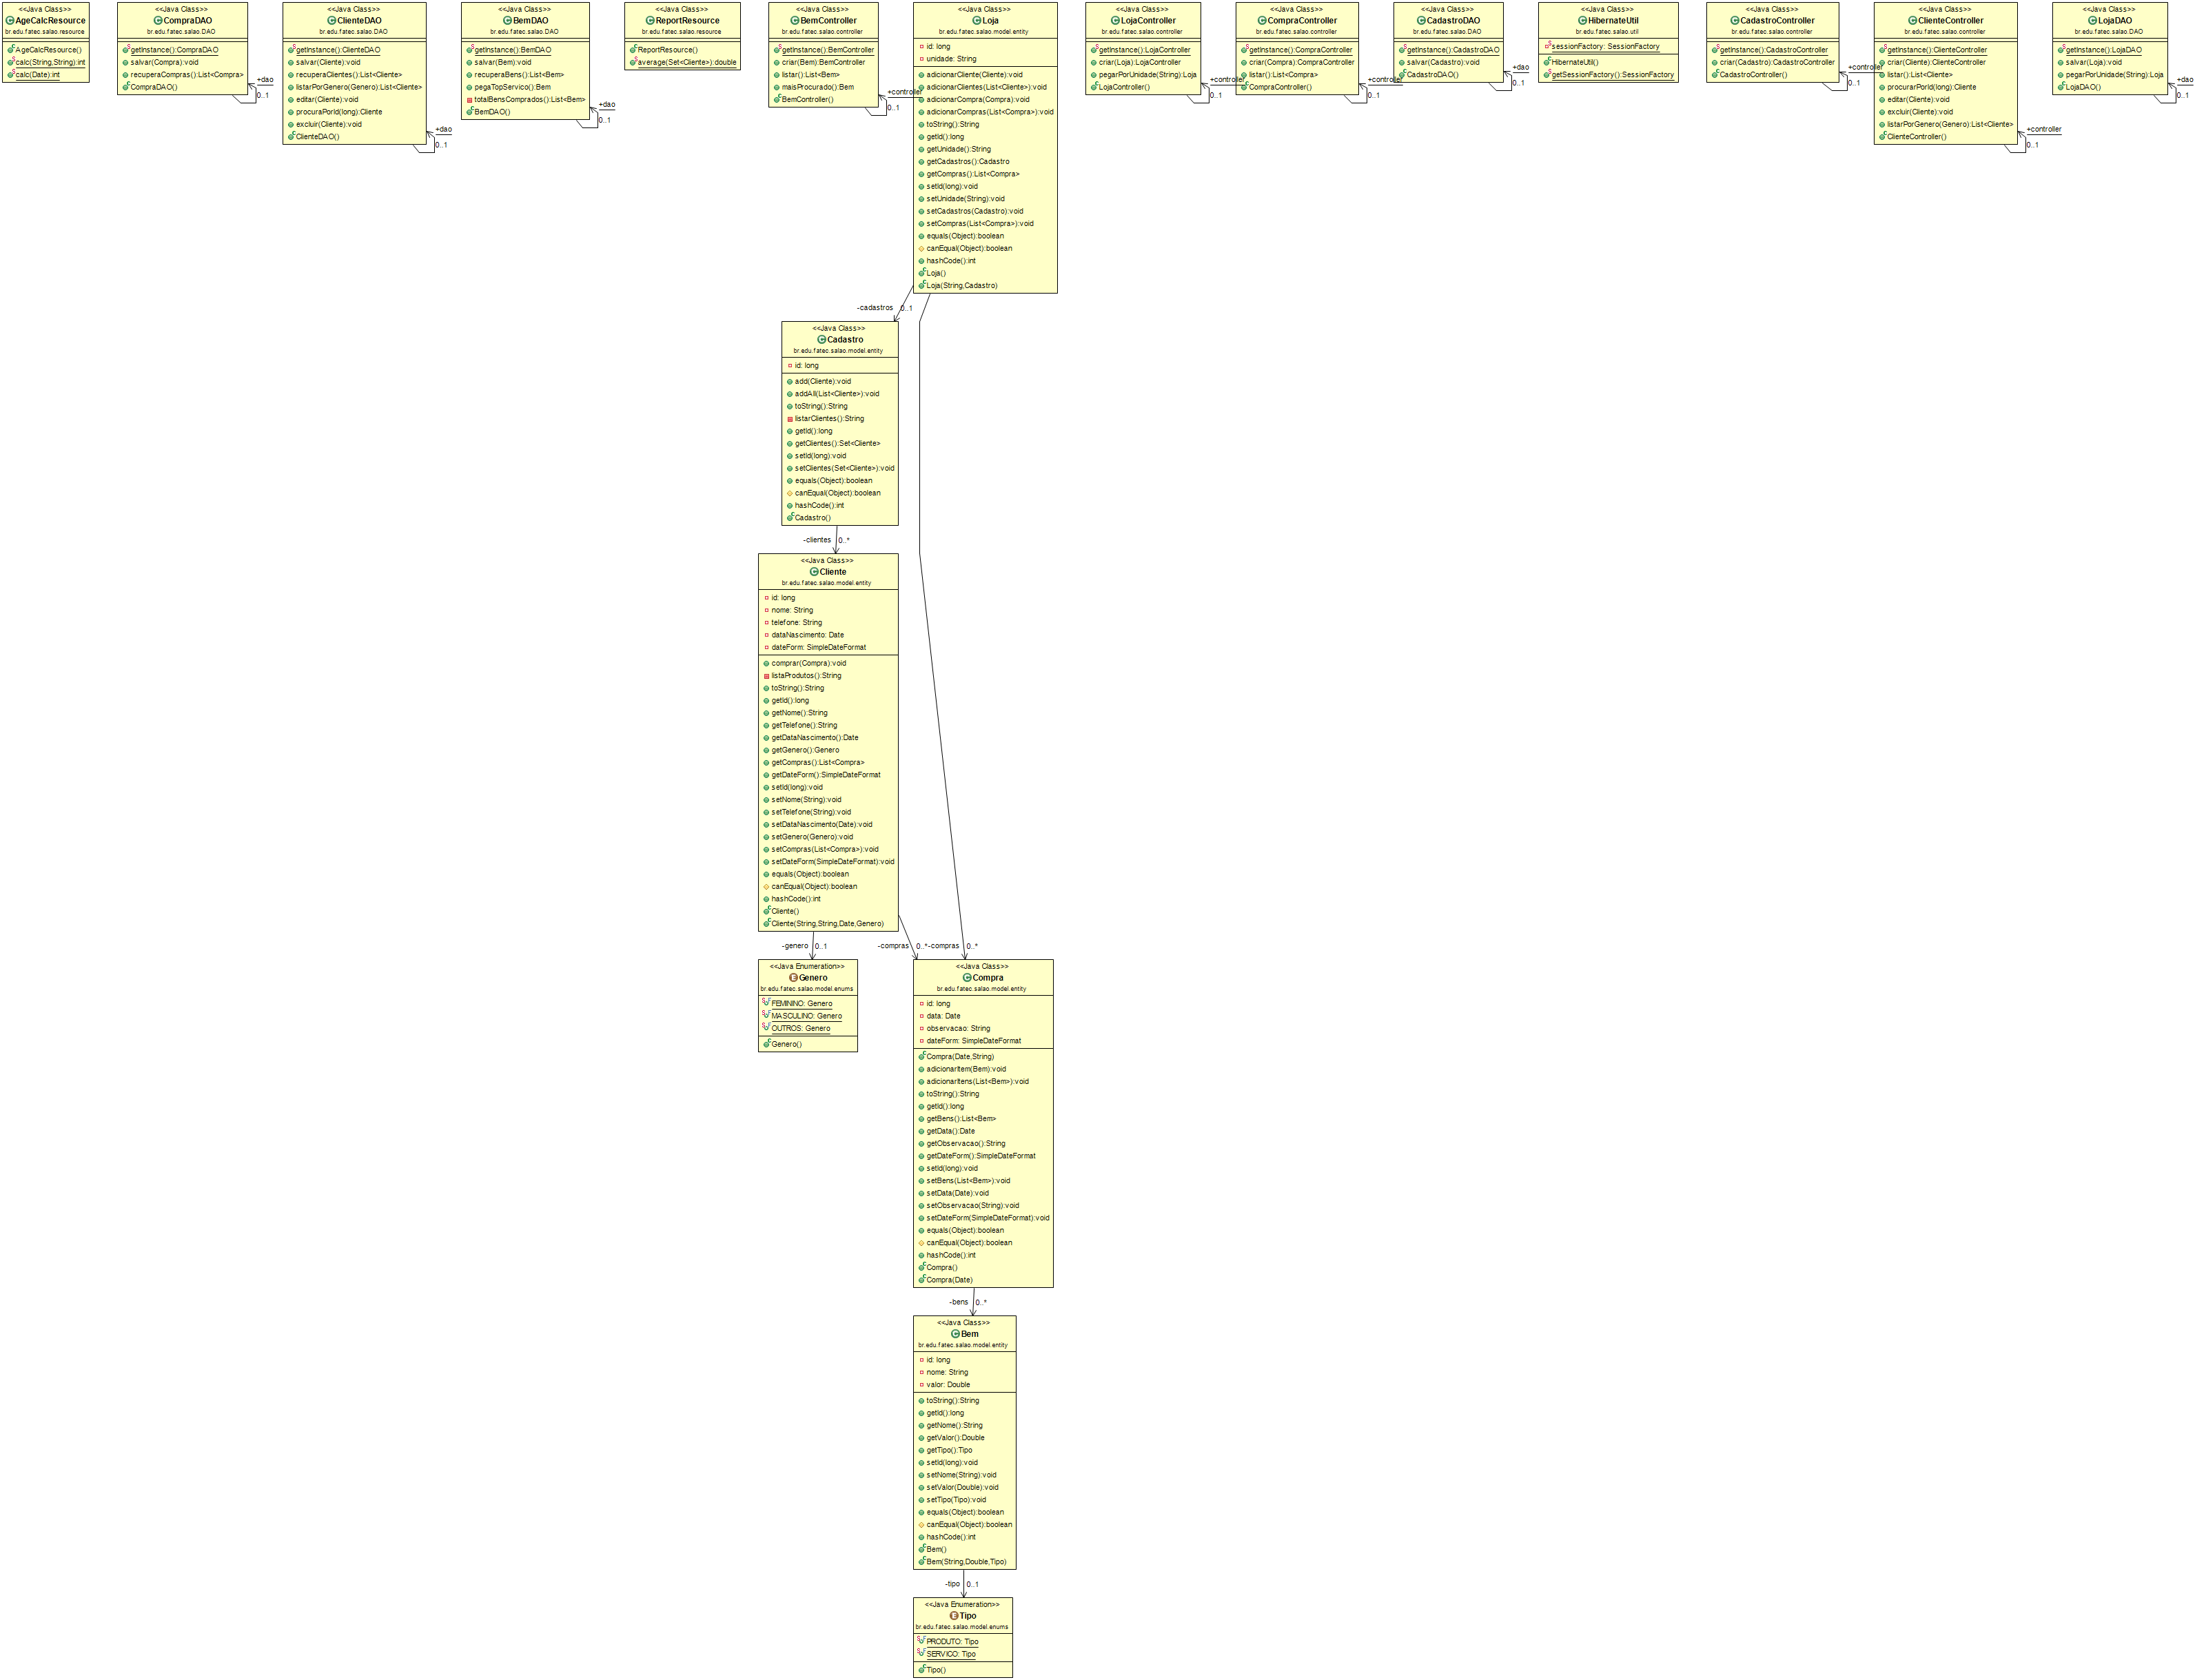 <<Java Class>>
AgeCalcResource
br.edu.fatec.salao.resource
AgeCalcResource()
calc(String,String):int
calc(Date):int
<<Java Class>>
CompraDAO
br.edu.fatec.salao.DAO
getInstance():CompraDAO
salvar(Compra):void
recuperaCompras():List<Compra>
CompraDAO()
+dao
0..1
<<Java Class>>
ClienteDAO
br.edu.fatec.salao.DAO
getInstance():ClienteDAO
salvar(Cliente):void
recuperaClientes():List<Cliente>
listarPorGenero(Genero):List<Cliente>
editar(Cliente):void
procuraPorId(long):Cliente
excluir(Cliente):void
ClienteDAO()
+dao
0..1
<<Java Class>>
BemDAO
br.edu.fatec.salao.DAO
getInstance():BemDAO
salvar(Bem):void
recuperaBens():List<Bem>
pegaTopServico():Bem
totalBensComprados():List<Bem>
BemDAO()
+dao
0..1
<<Java Class>>
ReportResource
br.edu.fatec.salao.resource
ReportResource()
average(Set<Cliente>):double
<<Java Class>>
BemController
br.edu.fatec.salao.controller
getInstance():BemController
criar(Bem):BemController
listar():List<Bem>
maisProcurado():Bem
BemController()
+controller
0..1
<<Java Class>>
Loja
br.edu.fatec.salao.model.entity
id: long
unidade: String
adicionarCliente(Cliente):void
adicionarClientes(List<Cliente>):void
adicionarCompra(Compra):void
adicionarCompras(List<Compra>):void
toString():String
getId():long
getUnidade():String
getCadastros():Cadastro
getCompras():List<Compra>
setId(long):void
setUnidade(String):void
setCadastros(Cadastro):void
setCompras(List<Compra>):void
equals(Object):boolean
canEqual(Object):boolean
hashCode():int
Loja()
Loja(String,Cadastro)
<<Java Class>>
LojaController
br.edu.fatec.salao.controller
getInstance():LojaController
criar(Loja):LojaController
pegarPorUnidade(String):Loja
LojaController()
+controller
0..1
<<Java Class>>
CompraController
br.edu.fatec.salao.controller
getInstance():CompraController
criar(Compra):CompraController
listar():List<Compra>
CompraController()
+controller
0..1
<<Java Class>>
CadastroDAO
br.edu.fatec.salao.DAO
getInstance():CadastroDAO
salvar(Cadastro):void
CadastroDAO()
+dao
0..1
<<Java Class>>
HibernateUtil
br.edu.fatec.salao.util
sessionFactory: SessionFactory
HibernateUtil()
getSessionFactory():SessionFactory
<<Java Class>>
CadastroController
br.edu.fatec.salao.controller
getInstance():CadastroController
criar(Cadastro):CadastroController
CadastroController()
+controller
0..1
<<Java Class>>
ClienteController
br.edu.fatec.salao.controller
getInstance():ClienteController
criar(Cliente):ClienteController
listar():List<Cliente>
procurarPorId(long):Cliente
editar(Cliente):void
excluir(Cliente):void
listarPorGenero(Genero):List<Cliente>
ClienteController()
+controller
0..1
<<Java Class>>
LojaDAO
br.edu.fatec.salao.DAO
getInstance():LojaDAO
salvar(Loja):void
pegarPorUnidade(String):Loja
LojaDAO()
+dao
0..1
-cadastros 0..1
<<Java Class>>
Cadastro
br.edu.fatec.salao.model.entity
id: long
add(Cliente):void
addAll(List<Cliente>):void
toString():String
listarClientes():String
getId():long
getClientes():Set<Cliente>
setId(long):void
setClientes(Set<Cliente>):void
equals(Object):boolean
canEqual(Object):boolean
hashCode():int
Cadastro()
-clientes 0..*
<<Java Class>>
Cliente
br.edu.fatec.salao.model.entity
id: long
nome: String
telefone: String
dataNascimento: Date
dateForm: SimpleDateFormat
comprar(Compra):void
listaProdutos():String
toString():String
getId():long
getNome():String
getTelefone():String
getDataNascimento():Date
getGenero():Genero
getCompras():List<Compra>
getDateForm():SimpleDateFormat
setId(long):void
setNome(String):void
setTelefone(String):void
setDataNascimento(Date):void
setGenero(Genero):void
setCompras(List<Compra>):void
setDateForm(SimpleDateFormat):void
equals(Object):boolean
canEqual(Object):boolean
hashCode():int
Cliente()
Cliente(String,String,Date,Genero)
-genero 0..1
-compras 0..*
-compras 0..*
<<Java Enumeration>>
Genero
br.edu.fatec.salao.model.enums
FEMININO: Genero
MASCULINO: Genero
OUTROS: Genero
Genero()
<<Java Class>>
Compra
br.edu.fatec.salao.model.entity
id: long
data: Date
observacao: String
dateForm: SimpleDateFormat
Compra(Date,String)
adicionarItem(Bem):void
adicionarItens(List<Bem>):void
toString():String
getId():long
getBens():List<Bem>
getData():Date
getObservacao():String
getDateForm():SimpleDateFormat
setId(long):void
setBens(List<Bem>):void
setData(Date):void
setObservacao(String):void
setDateForm(SimpleDateFormat):void
equals(Object):boolean
canEqual(Object):boolean
hashCode():int
Compra()
Compra(Date)
-bens 0..*
<<Java Class>>
Bem
br.edu.fatec.salao.model.entity
id: long
nome: String
valor: Double
toString():String
getId():long
getNome():String
getValor():Double
getTipo():Tipo
setId(long):void
setNome(String):void
setValor(Double):void
setTipo(Tipo):void
equals(Object):boolean
canEqual(Object):boolean
hashCode():int
Bem()
Bem(String,Double,Tipo)
-tipo 0..1
<<Java Enumeration>>
Tipo
br.edu.fatec.salao.model.enums
PRODUTO: Tipo
SERVICO: Tipo
Tipo()